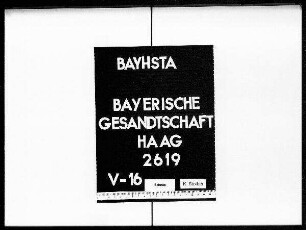 BAYHSTA
BAYERISCHE
GESANDTSCHAFT
HAAG
2619
V-16